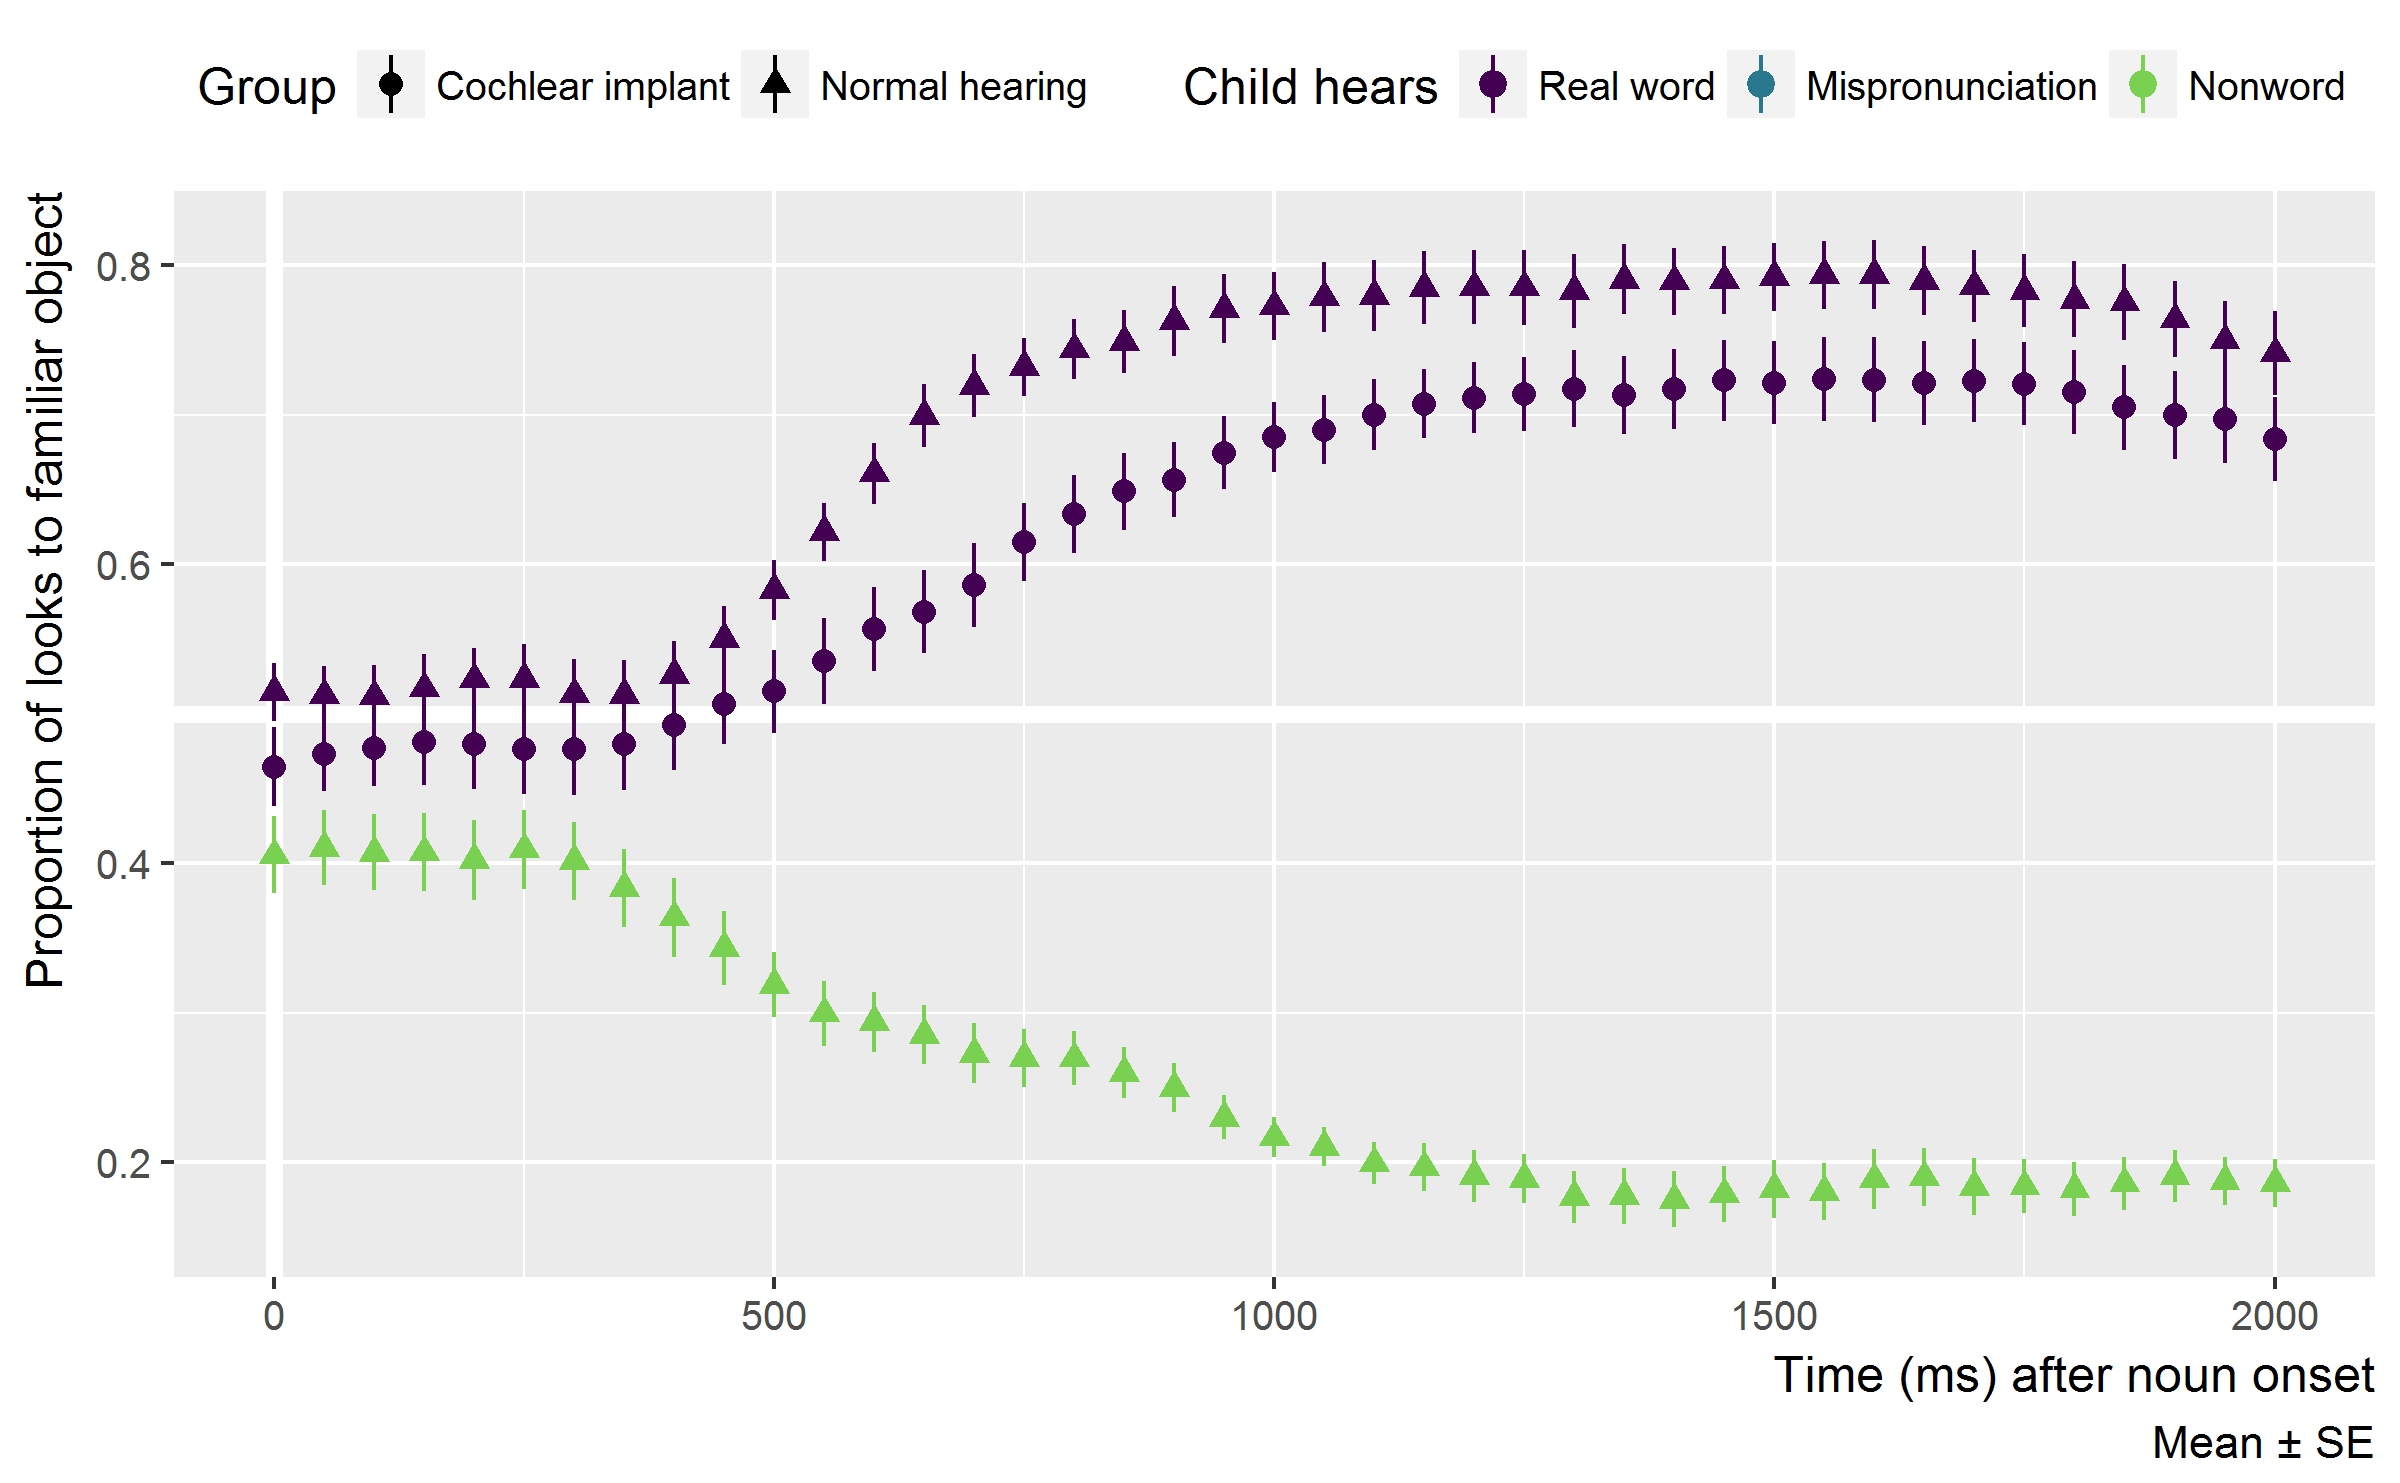 Group Cochlear implant Normal hearing Child hears Real word Mispronunciation Nonword
Proportion of looks to familiar object
0.8
0.6
0.4
0.2
0 500 1000 1500 2000
Time (ms) after noun onset
Mean ± SE